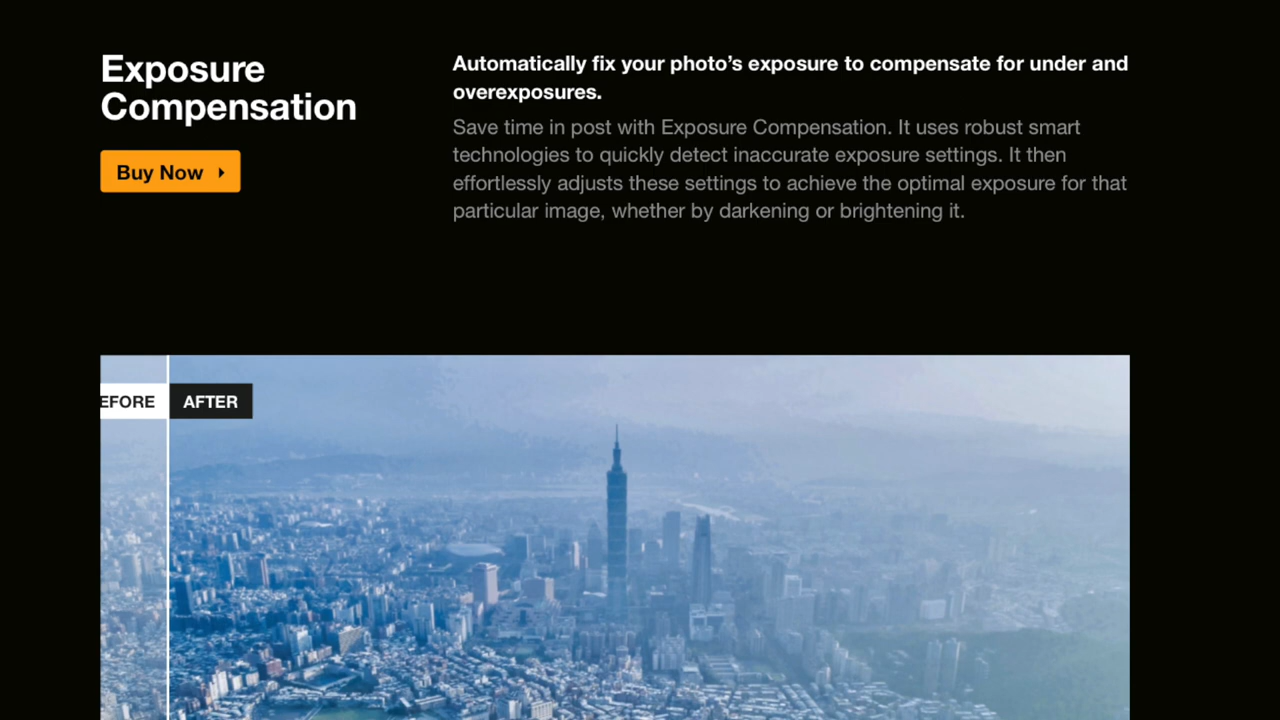 Exposure
Compensation
Buy Now
Automatically fix your photo’s exposure to compensate for under and
overexposures.
Save time in post with Exposure Compensation. It uses robust smart
technologies to quickly detect inaccurate exposure settings. It then
effortlessly adjusts these settings to achieve the optimal exposure for that
particular image, whether by darkening or brightening it.
EFORE AFTER